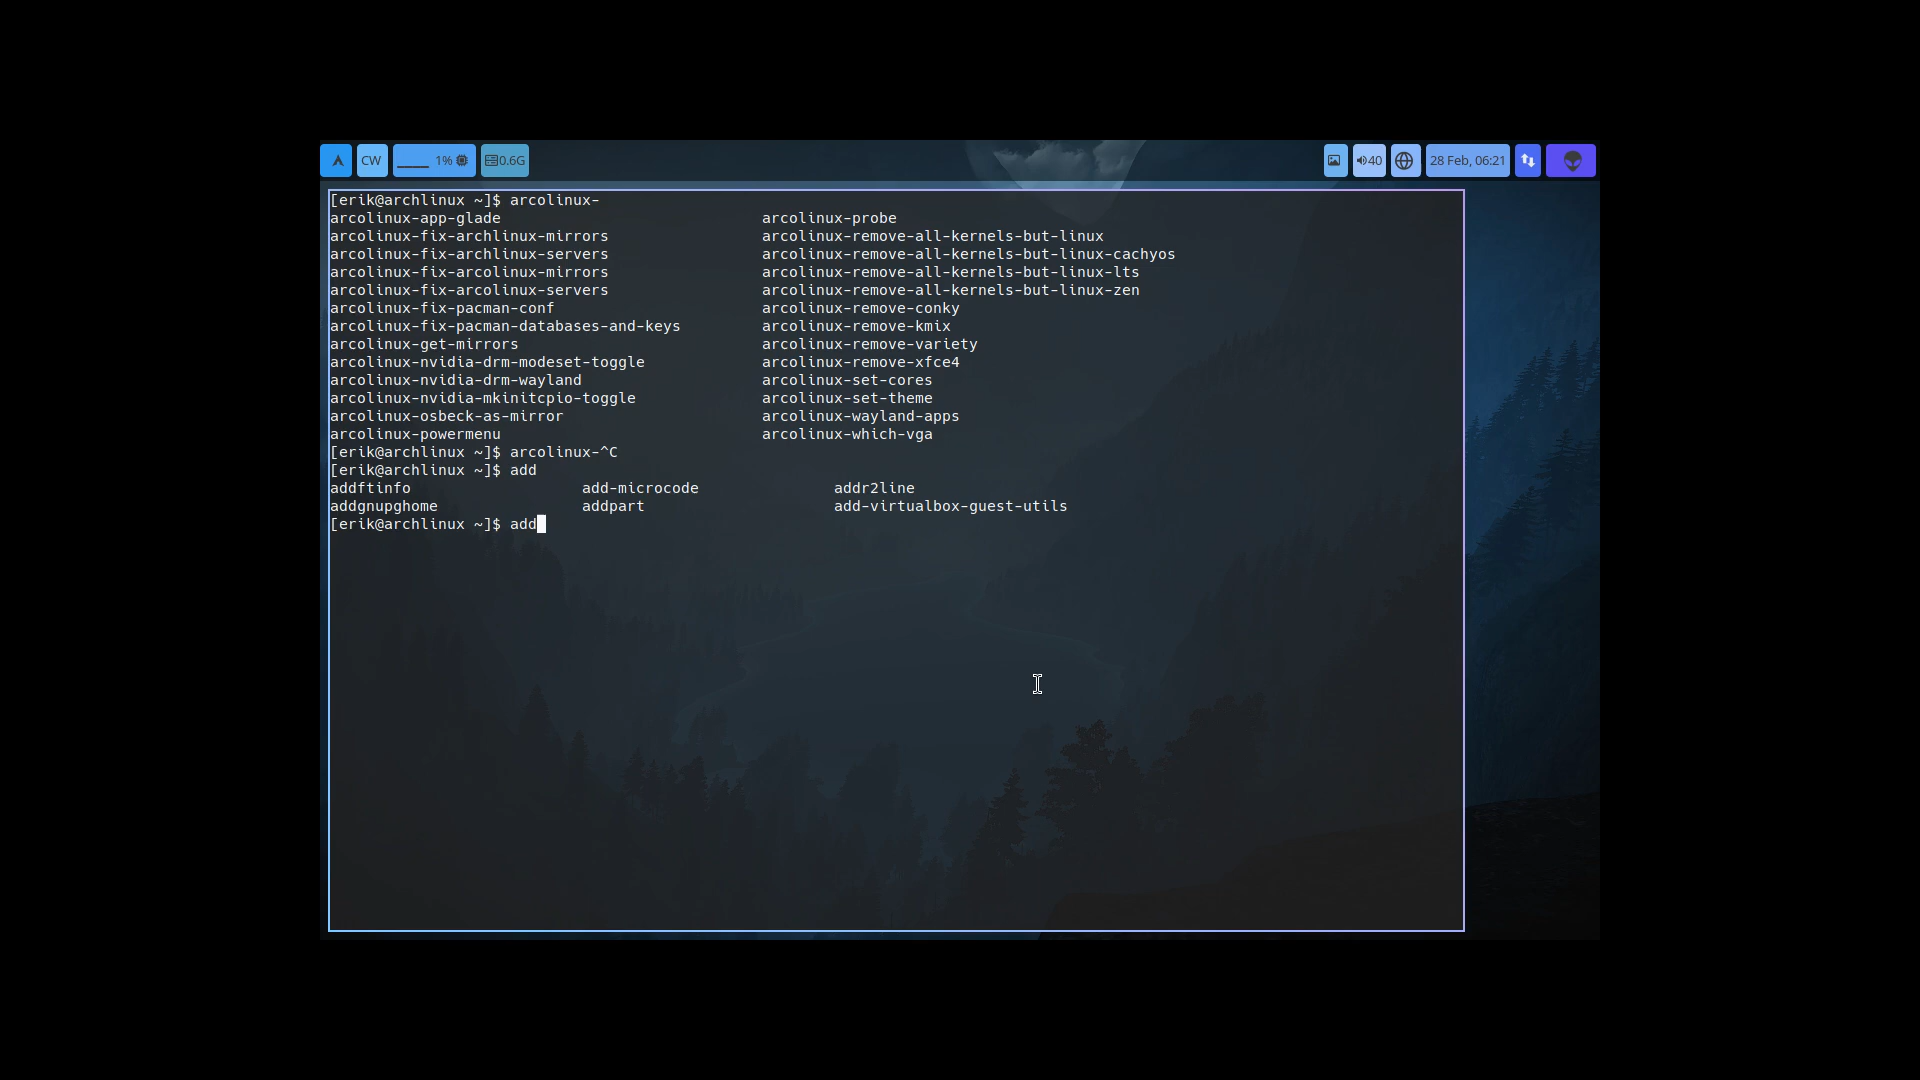 CW 1% 0.6G 40 28 Feb, 06:21
[erik@archlinux ~]$ arcolinux-
arcolinux-app-glade arcolinux-probe
arcolinux-fix-archlinux-mirrors arcolinux-remove-all-kernels-but-linux
arcolinux-fix-archlinux-servers arcolinux-remove-all-kernels-but-linux-cachyos
arcolinux-fix-arcolinux-mirrors arcolinux-remove-all-kernels-but-linux-lts
arcolinux-fix-arcolinux-servers arcolinux-remove-all-kernels-but-linux-zen
arcolinux-fix-pacman-conf arcolinux-remove-conky
arcolinux-fix-pacman-databases-and-keys arcolinux-remove-kmix
arcolinux-get-mirrors arcolinux-remove-variety
arcolinux-nvidia-drm-modeset-toggle arcolinux-remove-xfce4
arcolinux-nvidia-drm-wayland arcolinux-set-cores
arcolinux-nvidia-mkinitcpio-toggle arcolinux-set-theme
arcolinux-osbeck-as-mirror arcolinux-wayland-apps
arcolinux-powermenu arcolinux-which-vga
[erik@archlinux ~]$ arcolinux-^C
[erik@archlinux ~]$ add
addftinfo add-microcode addr2line
addgnupghome addpart add-virtualbox-guest-utils
[erik@archlinux ~]$ add